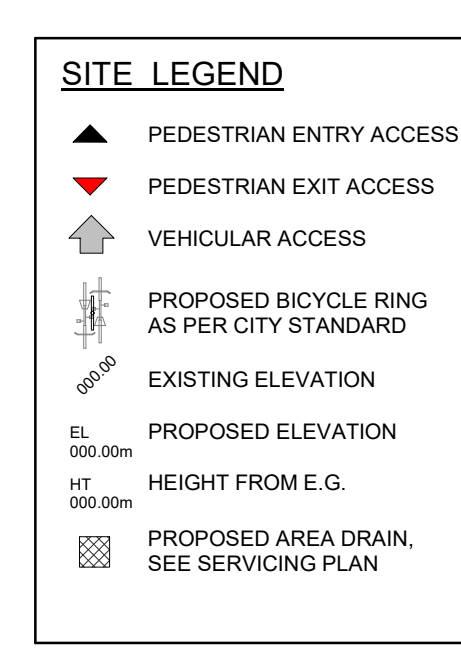 SITE LEGEND
PEDESTRIAN ENTRY ACCESS
PEDESTRIAN EXIT ACCESS
VEHICULAR ACCESS
PROPOSED BICYCLE RING
AS PER CITY STANDARD
000.00
EXISTING ELEVATION
EL
000.00m
PROPOSED ELEVATION
HT
000.00m
HEIGHT FROM E.G.
PROPOSED AREA DRAIN,
SEE SERVICING PLAN